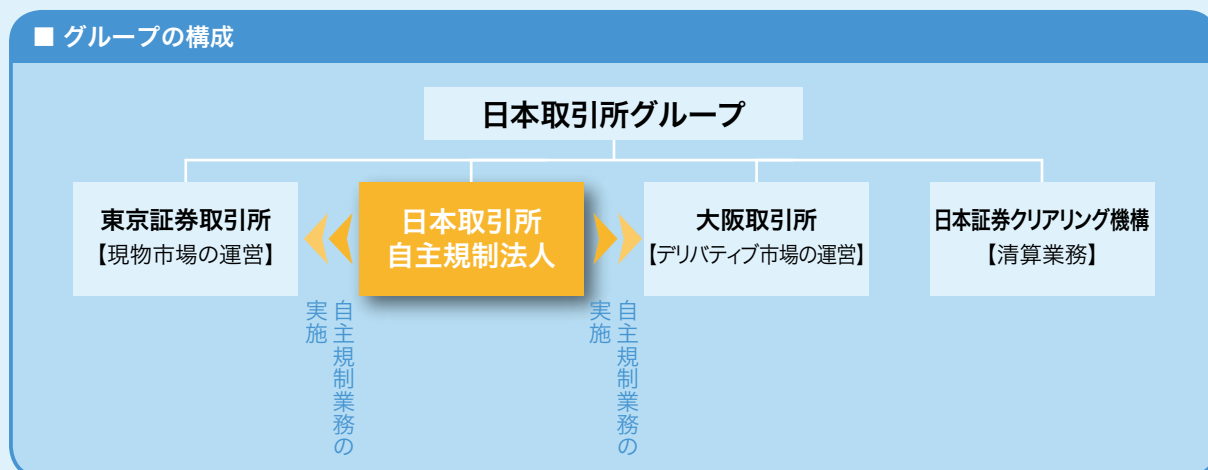 ■ グループの構成
日本取引所グループ
東京証券取引所
【現物市場の運営】
日本取引所
自主規制法人
大阪取引所
【デリバティブ市場の運営】
日本証券クリアリング機構
【清算業務】
自主規制業務の
実施
自主規制業務の
実施